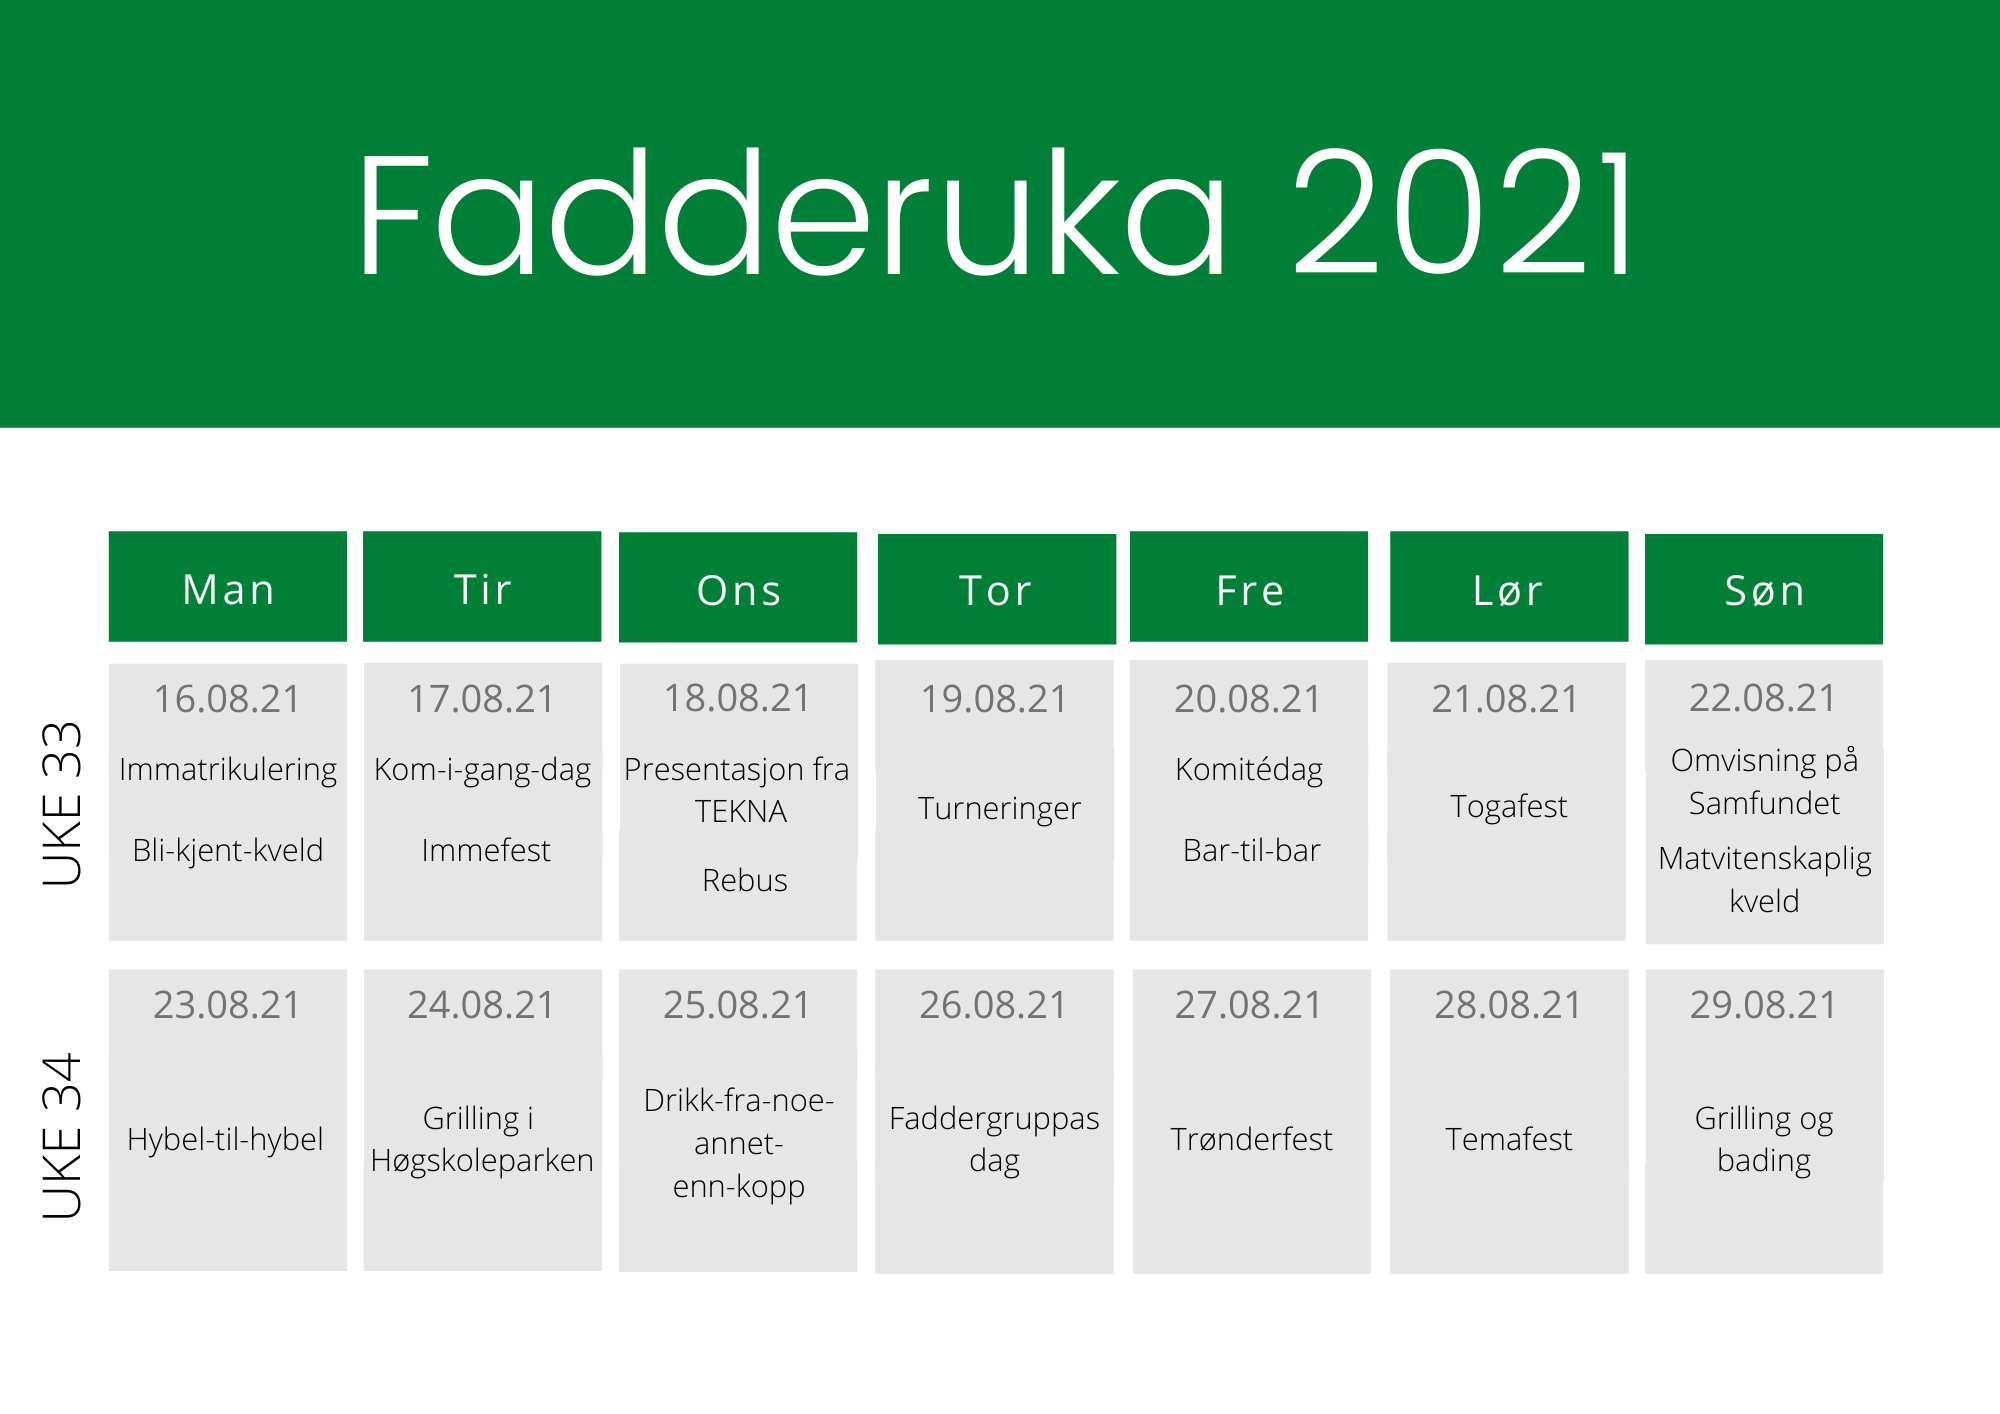 Fadderuka 2021
Man
Tir
Ons
Tor
Fre
Lør
Søn
UKE 33
16.08.21
Immatrikulering
Bli-kjent-kveld
17.08.21
Kom-i-gang-dag
Immefest
18.08.21
Presentasjon fra
TEKNA
Rebus
19.08.21
Turneringer
20.08.21
Komitédag
Bar-til-bar
21.08.21
Togafest
22.08.21
Omvisning på
Samfundet
Matvitenskaplig
kveld
UKE 34
23.08.21
Hybel-til-hybel
24.08.21
Grilling i
Høgskoleparken
25.08.21
Drikk-fra-noe-
annet-
enn-kopp
26.08.21
Faddergruppas
dag
27.08.21
Trønderfest
28.08.21
Temafest
29.08.21
Grilling og
bading